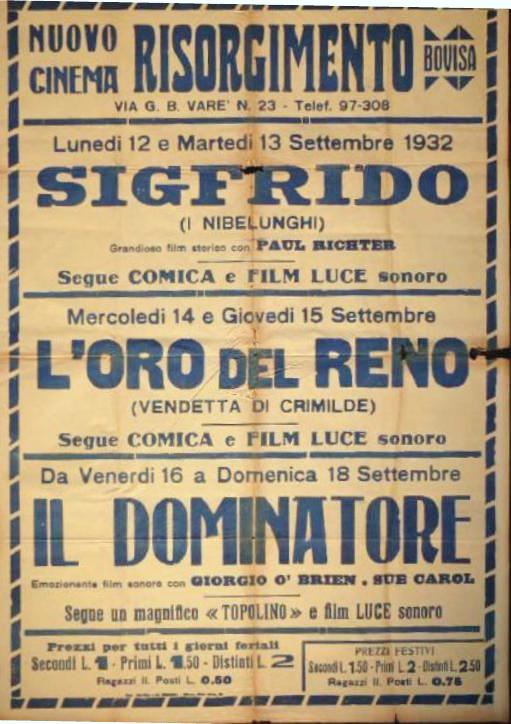 NUOVO CINEMA RISORGIMENTO BOVISA
VIA G. B. VARE' N. 23 - Telef. 97-308
Lunedi 12 e Martedi 13 Settembre 1932
SIGFRIDO
(I NIBELUNGHI)
Grandioso film storico con PAUL RICHTER
Segue COMICA e FILM LUCE sonoro
Mercoledi 14 e Giovedi 15 Settembre
L'ORO DEL RENO
(VENDETTA DI CRIMILDE)
Segue COMICA e FILM LUCE sonoro
Da Venerdi 16 a Domenica 18 Settembre
IL DOMINATORE
Emozionante film sonoro con GIORGIO O' BRIEN . SUE CAROL
Segue un magnifico « TOPOLINO » e film LUCE sonoro
Prezzi per tutti i giorni feriali
Secondi L. 1 - Primi L. 1,50 - Distinti L. 2
Ragazzi II. Posti L. 0.50
PREZZI FESTIVI
Secondi L. 1.50 - Primi L. 2 - Distinti L. 2.50
Ragazzi II. Posti L. 0.75